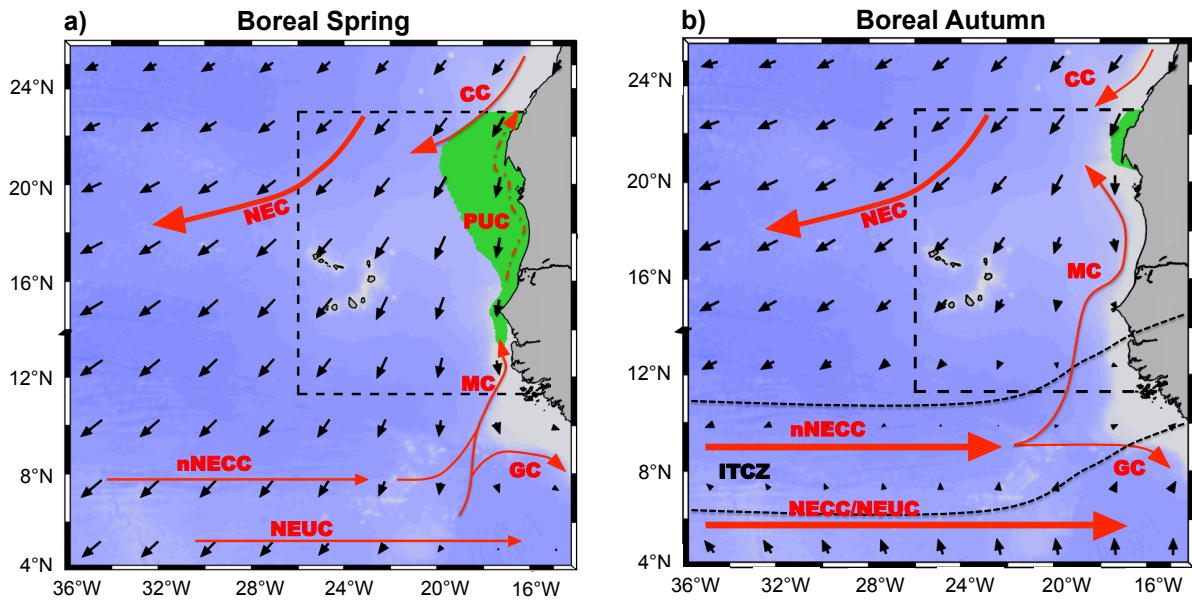 a) Boreal Spring
24°N
20°N
16°N
12°N
8°N
4°N
36°W 32°W 28°W 24°W 20°W 16°W
CC
NEC
PUC
MC
nNECC
GC
NEUC
b) Boreal Autumn
24°N
20°N
16°N
12°N
8°N
4°N
36°W 32°W 28°W 24°W 20°W 16°W
CC
NEC
MC
nNECC
GC
ITCZ
NECC/NEUC